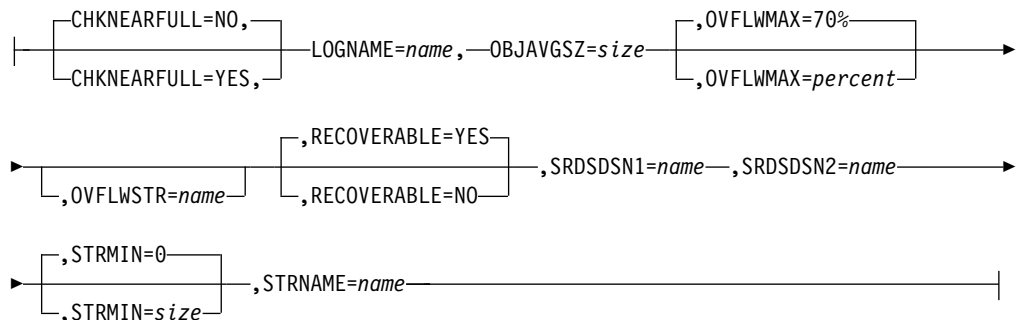 CHKNEARFULL=NO,
CHKNEARFULL=YES,
LOGNAME=name, OBJAVGSZ=size
,OVFLWMAX=70%
,OVFLWMAX=percent
,OVFLWSTR=name
,RECOVERABLE=YES
,RECOVERABLE=NO
,SRDSDSN1=name ,SRDSDSN2=name
,STRMIN=0
,STRMIN=size
,STRNAME=name